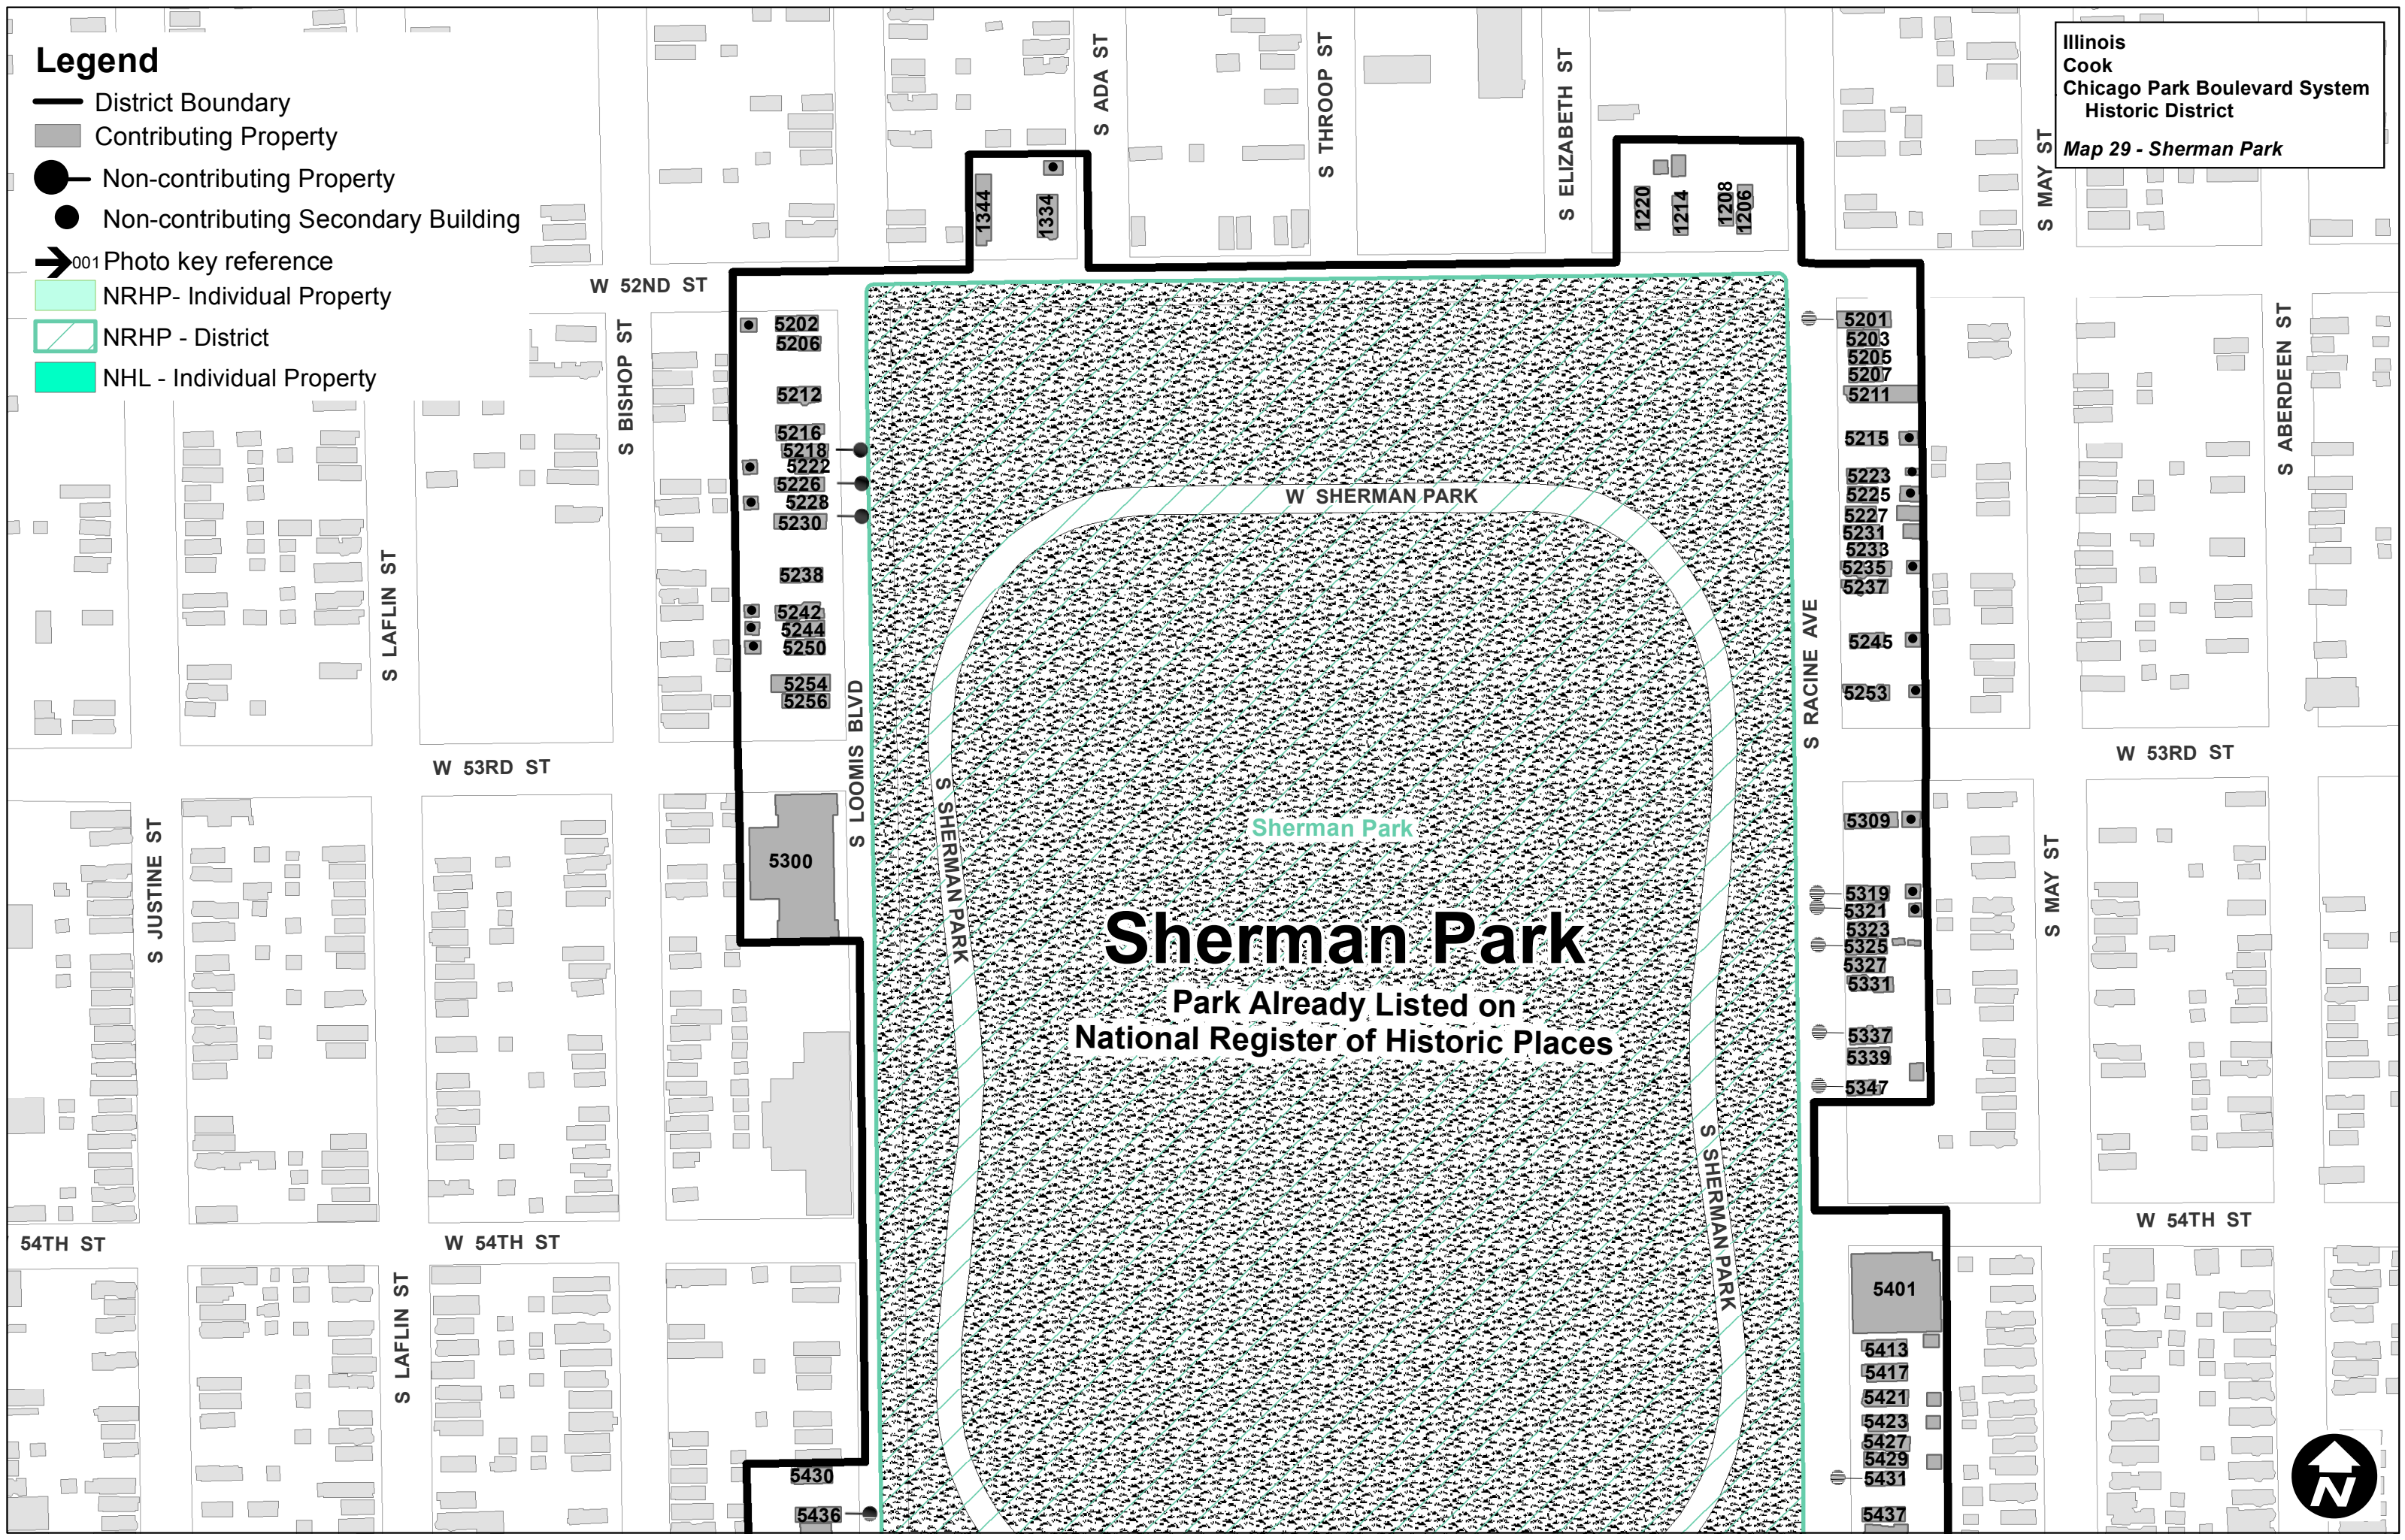 Legend
District Boundary
Contributing Property
Non-contributing Property
Non-contributing Secondary Building
001 Photo key reference
NRHP- Individual Property
NRHP - District
NHL - Individual Property
Illinois
Cook
Chicago Park Boulevard System
Historic District
Map 29 - Sherman Park
S ADA ST
S THROOP ST
S ELIZABETH ST
S MAY ST
1344
1334
1220
1214
1208
1206
W 52ND ST
S BISHOP ST
S ABERDEEN ST
5202
5206
5212
5216
5218
5222
5226
5228
5230
5238
5242
5244
5250
5254
5256
5201
5203
5205
5207
5211
5215
5223
5225
5227
5231
5233
5235
5237
5245
5253
W SHERMAN PARK
S LAFLIN ST
S LOOMIS BLVD
S RACINE AVE
W 53RD ST
W 53RD ST
S JUSTINE ST
5300
S SHERMAN PARK
Sherman Park
Sherman Park
Park Already Listed on
National Register of Historic Places
S MAY ST
5309
5319
5321
5323
5325
5327
5331
5337
5339
5347
S SHERMAN PARK
54TH ST
W 54TH ST
W 54TH ST
S LAFLIN ST
5401
5413
5417
5421
5423
5427
5429
5431
5437
5430
5436
N